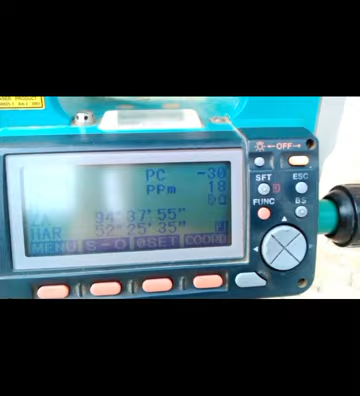 PC -30
PPm 18
ZA 94°37'55"
HAR 52°25'35"
MENU S-O 0SET COORD
←OFF→
SFT ESC
FUNC BS